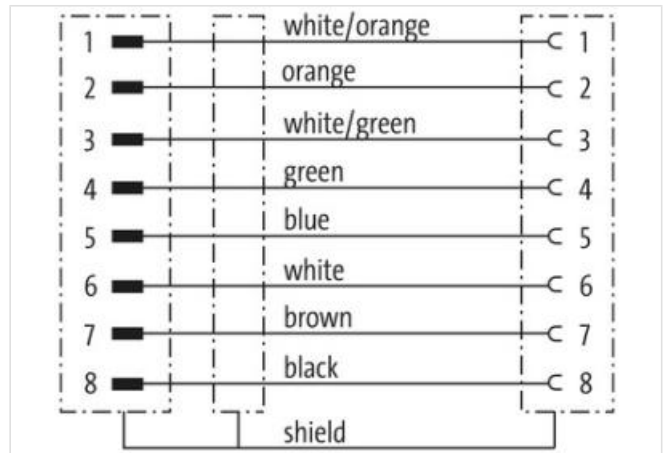 1 white/orange 1
2 orange 2
3 white/green 3
4 green 4
5 blue 5
6 white 6
7 brown 7
8 black 8
shield